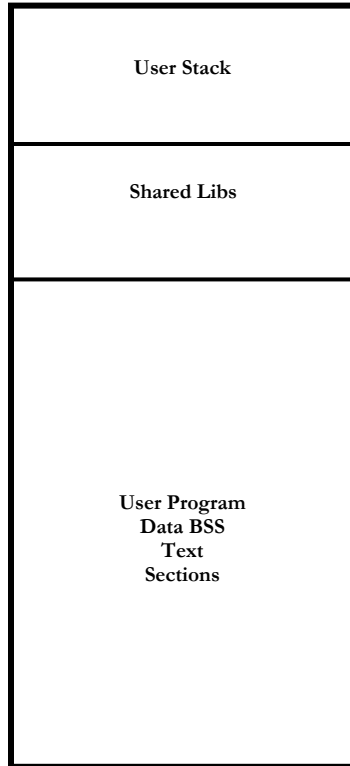 User Stack
Shared Libs
User Program
Data BSS
Text
Sections